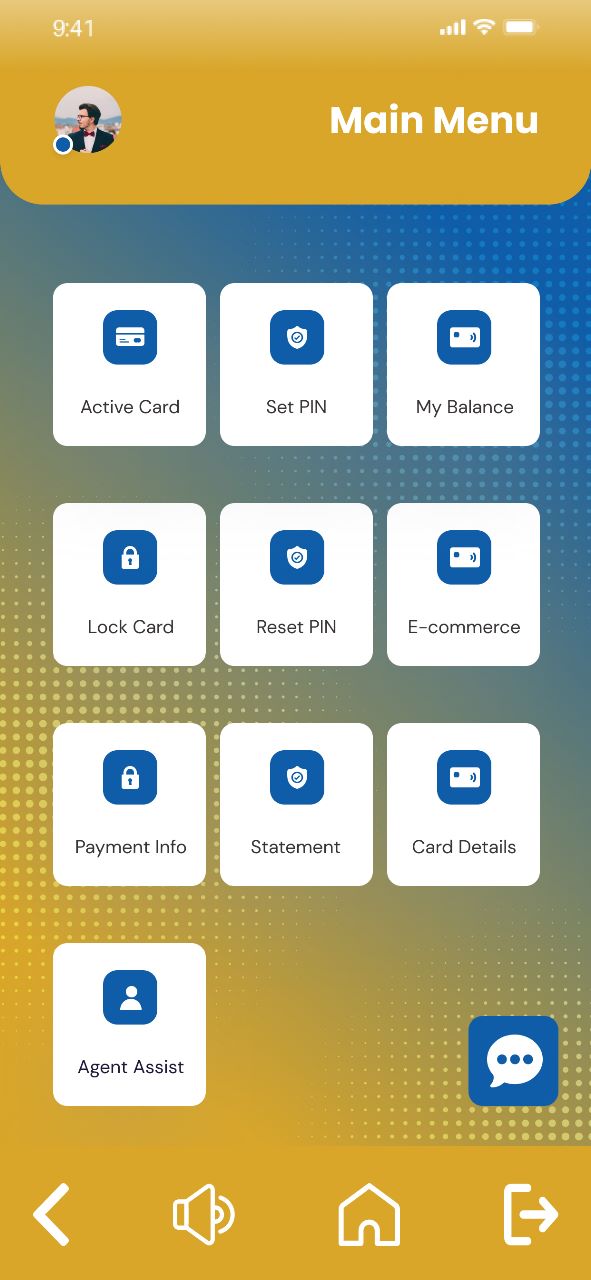 9:41
Main Menu
Active Card
Set PIN
My Balance
Lock Card
Reset PIN
E-commerce
Payment Info
Statement
Card Details
Agent Assist